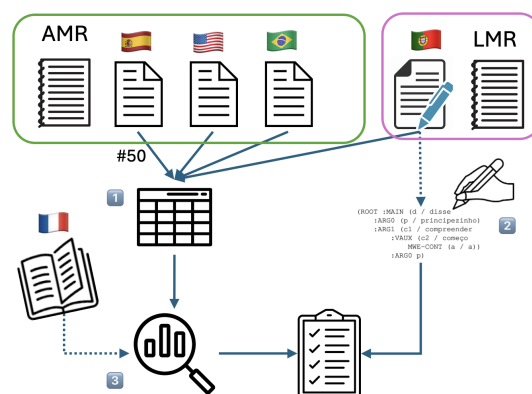 AMR
LMR
#50
1
2
(ROOT :MAIN (d / disse
:ARG0 (p / principezinho)
:ARG1 (c1 / compreender
:VAUX (c2 / começo
MWE-CONT (a / a))
:ARG0 p)
3